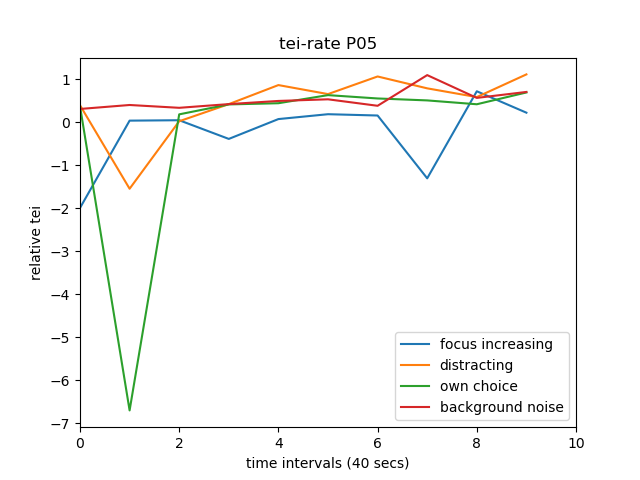 tei-rate P05
relative tei
1
0
−1
−2
−3
−4
−5
−6
−7
0 2 4 6 8 10
time intervals (40 secs)
focus increasing
distracting
own choice
background noise